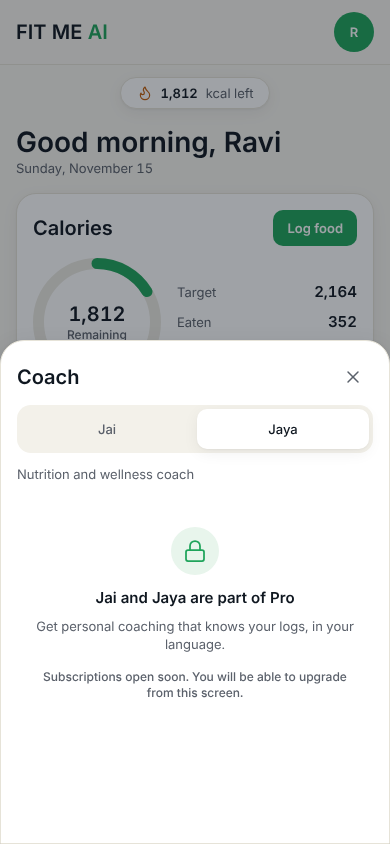 FIT ME AI
R
1,812 kcal left
Good morning, Ravi
Sunday, November 15
Calories
Log food
1,812
Remaining
Target 2,164
Eaten 352
Coach
Jai
Jaya
Nutrition and wellness coach
Jai and Jaya are part of Pro
Get personal coaching that knows your logs, in your
language.
Subscriptions open soon. You will be able to upgrade
from this screen.